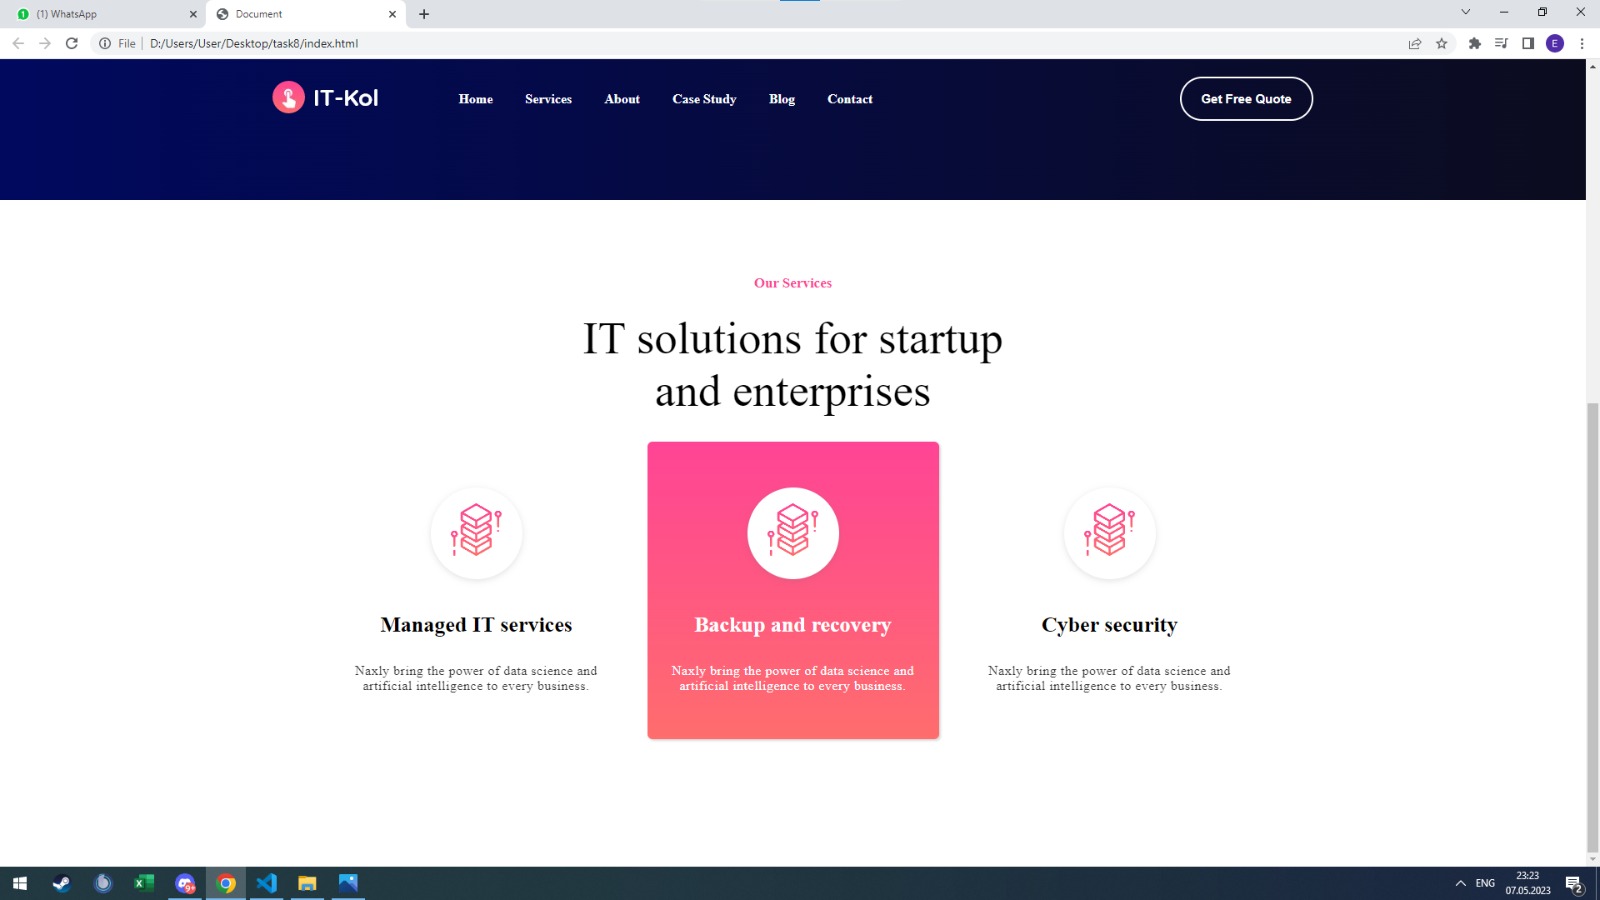 (1) WhatsApp
Document
File D:/Users/User/Desktop/task8/index.html
E
IT-Kol
Home Services About Case Study Blog Contact
Get Free Quote
Our Services
IT solutions for startup
and enterprises
Managed IT services
Naxly bring the power of data science and
artificial intelligence to every business.
Backup and recovery
Naxly bring the power of data science and
artificial intelligence to every business.
Cyber security
Naxly bring the power of data science and
artificial intelligence to every business.
9+
ENG
23:23
07.05.2023
2